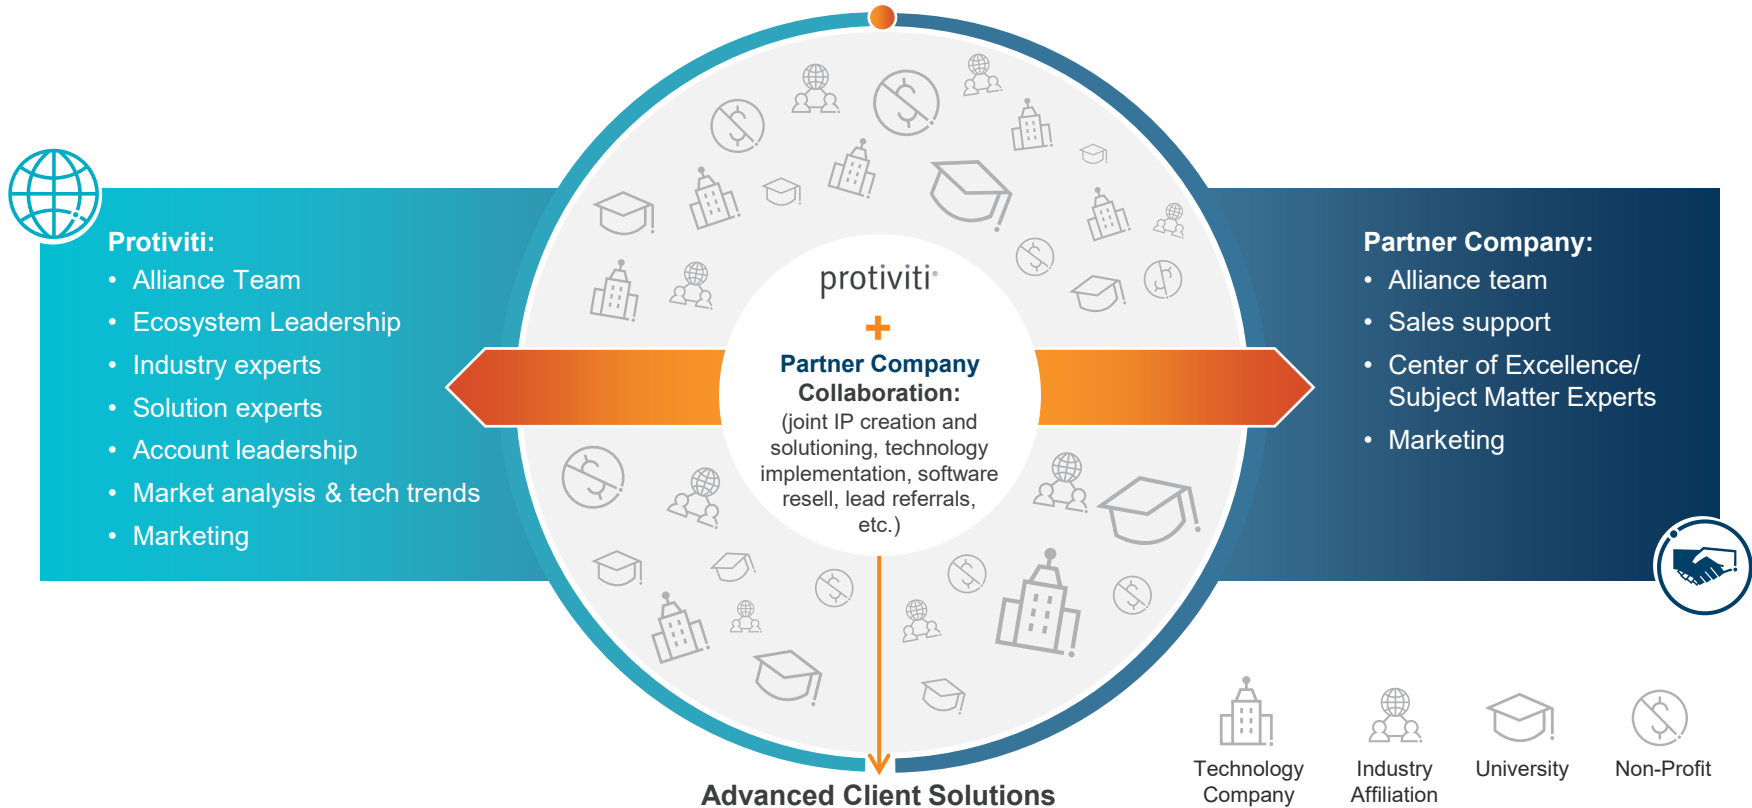 Protiviti:
• Alliance Team
• Ecosystem Leadership
• Industry experts
• Solution experts
• Account leadership
• Market analysis & tech trends
• Marketing
protiviti
+
Partner Company
Collaboration:
(joint IP creation and
solutioning, technology
implementation, software
resell, lead referrals,
etc.)
Partner Company:
• Alliance team
• Sales support
• Center of Excellence/
Subject Matter Experts
• Marketing
Advanced Client Solutions
Technology
Company
Industry
Affiliation
University
Non-Profit